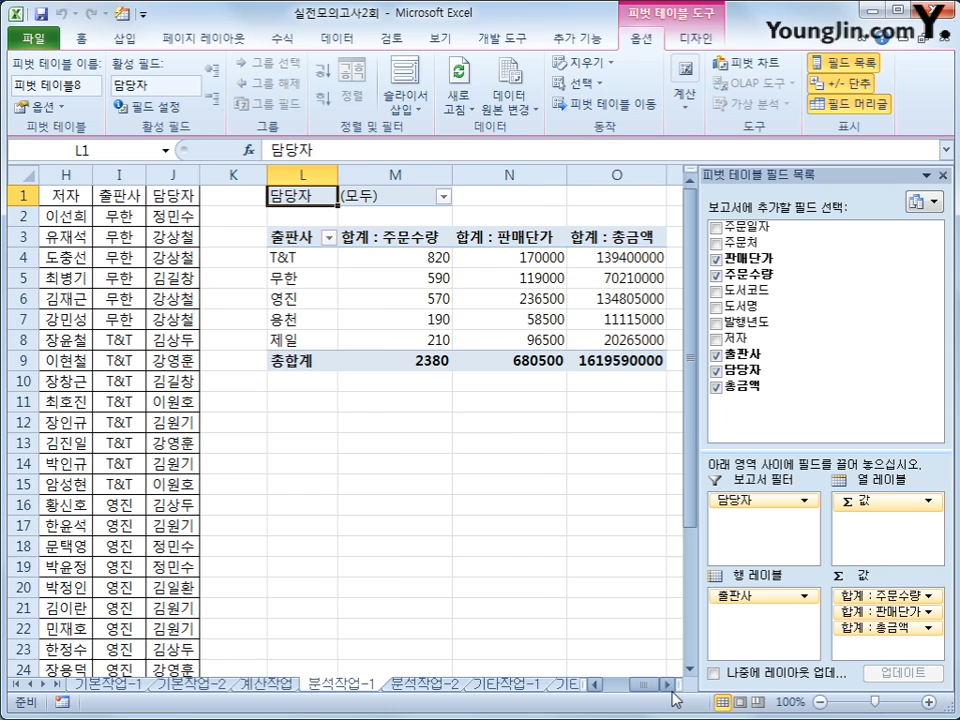 실전모의고사2회 - Microsoft Excel
피벗 테이블 도구
Younglin.com Y.
파일 홈 삽입 페이지 레이아웃 수식 데이터 검토 보기 개발 도구 추가 기능 옵션 디자인
피벗 테이블 이름: 활성 필드: 그룹 선택 지우기 피벗 차트 필드 목록
피벗 테이블8 담당자 그룹 해제 선택 OLAP 도구 +/- 단추
옵션 필드 설정 그룹 필드 정렬 슬라이서 삽입 새로 고침 데이터 원본 변경 피벗 테이블 이동 계산 가상 분석 필드 머리글
피벗 테이블 활성 필드 그룹 정렬 및 필터 데이터 동작 도구 표시
L1 fx 담당자
H I J K L M N O
1 저자 출판사 담당자 담당자 (모두)
2 이선희 무한 정민수
3 유재석 무한 강상철 출판사 합계 : 주문수량 합계 : 판매단가 합계 : 총금액
4 도충선 무한 강상철 T&T 820 170000 139400000
5 최병기 무한 김길창 무한 590 119000 70210000
6 김재근 무한 강상철 영진 570 236500 134805000
7 강민성 무한 강상철 용천 190 58500 11115000
8 장윤철 T&T 김상두 제일 210 96500 20265000
9 이현철 T&T 강영훈 총합계 2380 680500 1619590000
10 장창근 T&T 김길창
11 최호진 T&T 이원호
12 장인규 T&T 김원기
13 김진일 T&T 강영훈
14 박인규 T&T 김원기
15 암성현 T&T 이원호
16 황신호 영진 김상두
17 한윤석 영진 김원기
18 문택영 영진 정민수
19 박윤정 영진 정민수
20 박정인 영진 김일환
21 김이란 영진 김원기
22 민재호 영진 김원기
23 한정수 영진 김상두
24 장용덕 영진 강영훈
기본작업-1 기본작업-2 계산작업 분석작업-1 분석작업-2 기타작업-1 기타
준비 100%
피벗 테이블 필드 목록
보고서에 추가할 필드 선택:
주문일자
주문처
판매단가
주문수량
도서코드
도서명
발행년도
저자
출판사
담당자
총금액
아래 영역 사이에 필드를 끌어 놓으십시오.
보고서 필터 열 레이블
담당자 Σ 값
행 레이블 Σ 값
출판사 합계 : 주문수량
합계 : 판매단가
합계 : 총금액
나중에 레이아웃 업데... 업데이트